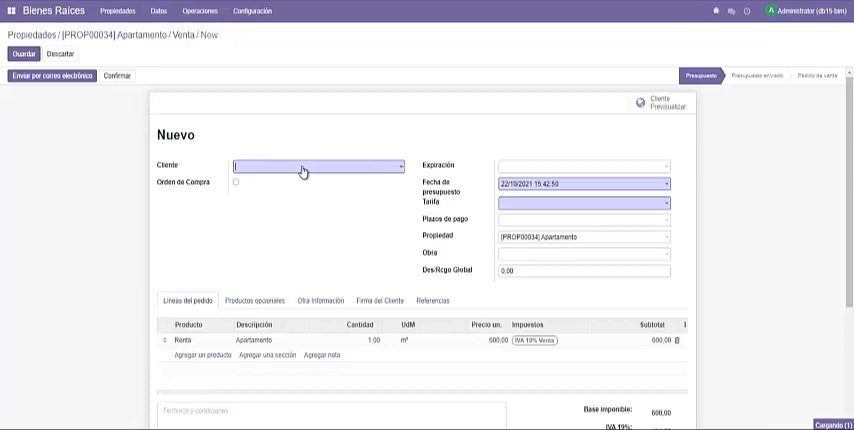 Bienes Raíces Propiedades Datos Operaciones Configuración A Administrator (db15-bim)
Propiedades / [PROP00034] Apartamento / Venta / New
Guardar Descartar
Enviar por correo electrónico Confirmar Presupuesto Presupuesto enviado Pedido de venta
Cliente
Previsualizar
Nuevo
Cliente Expiración
Orden de Compra Fecha de presupuesto 22/10/2021 15:42:50
Tarifa
Plazos de pago
Propiedad [PROP00034] Apartamento
Obra
Des/Rcgo Global 0,00
Líneas del pedido Productos opcionales Otra Información Firma del Cliente Referencias
Producto Descripción Cantidad UdM Precio un. Impuestos Subtotal
Renta Apartamento 1,00 m² 600,00 IVA 19% Venta 600,00
Agregar un producto Agregar una sección Agregar nota
Términos y condiciones Base imponible: 600,00
IVA 19%:
Cargando (1)